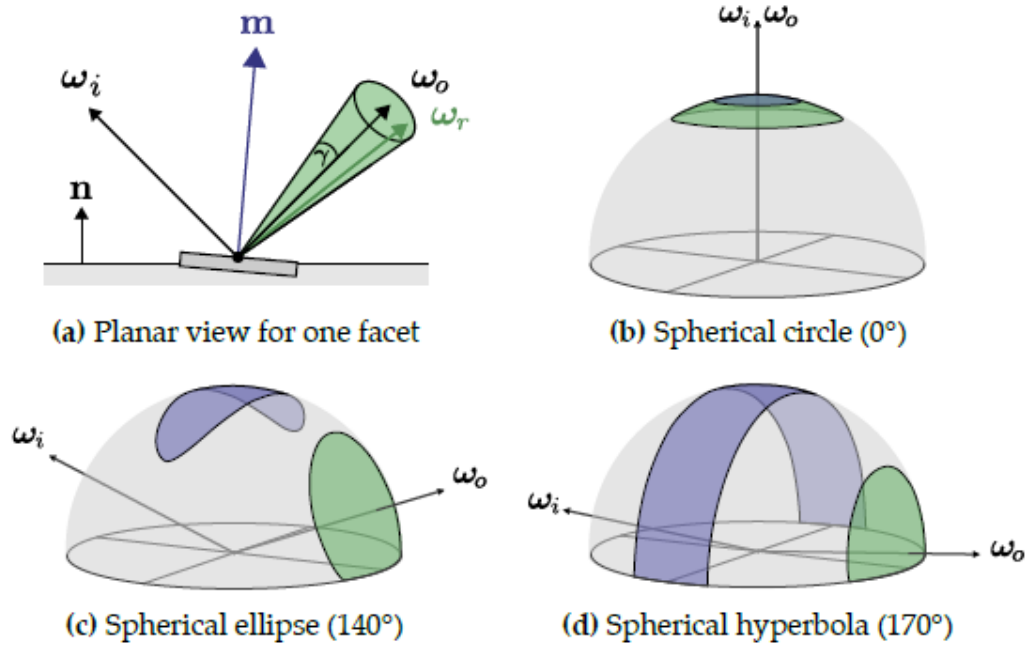 m
ωi
ωo
ωr
γ
n
(a) Planar view for one facet
ωi ωo
(b) Spherical circle (0°)
ωi
ωo
(c) Spherical ellipse (140°)
ωi
ωo
(d) Spherical hyperbola (170°)